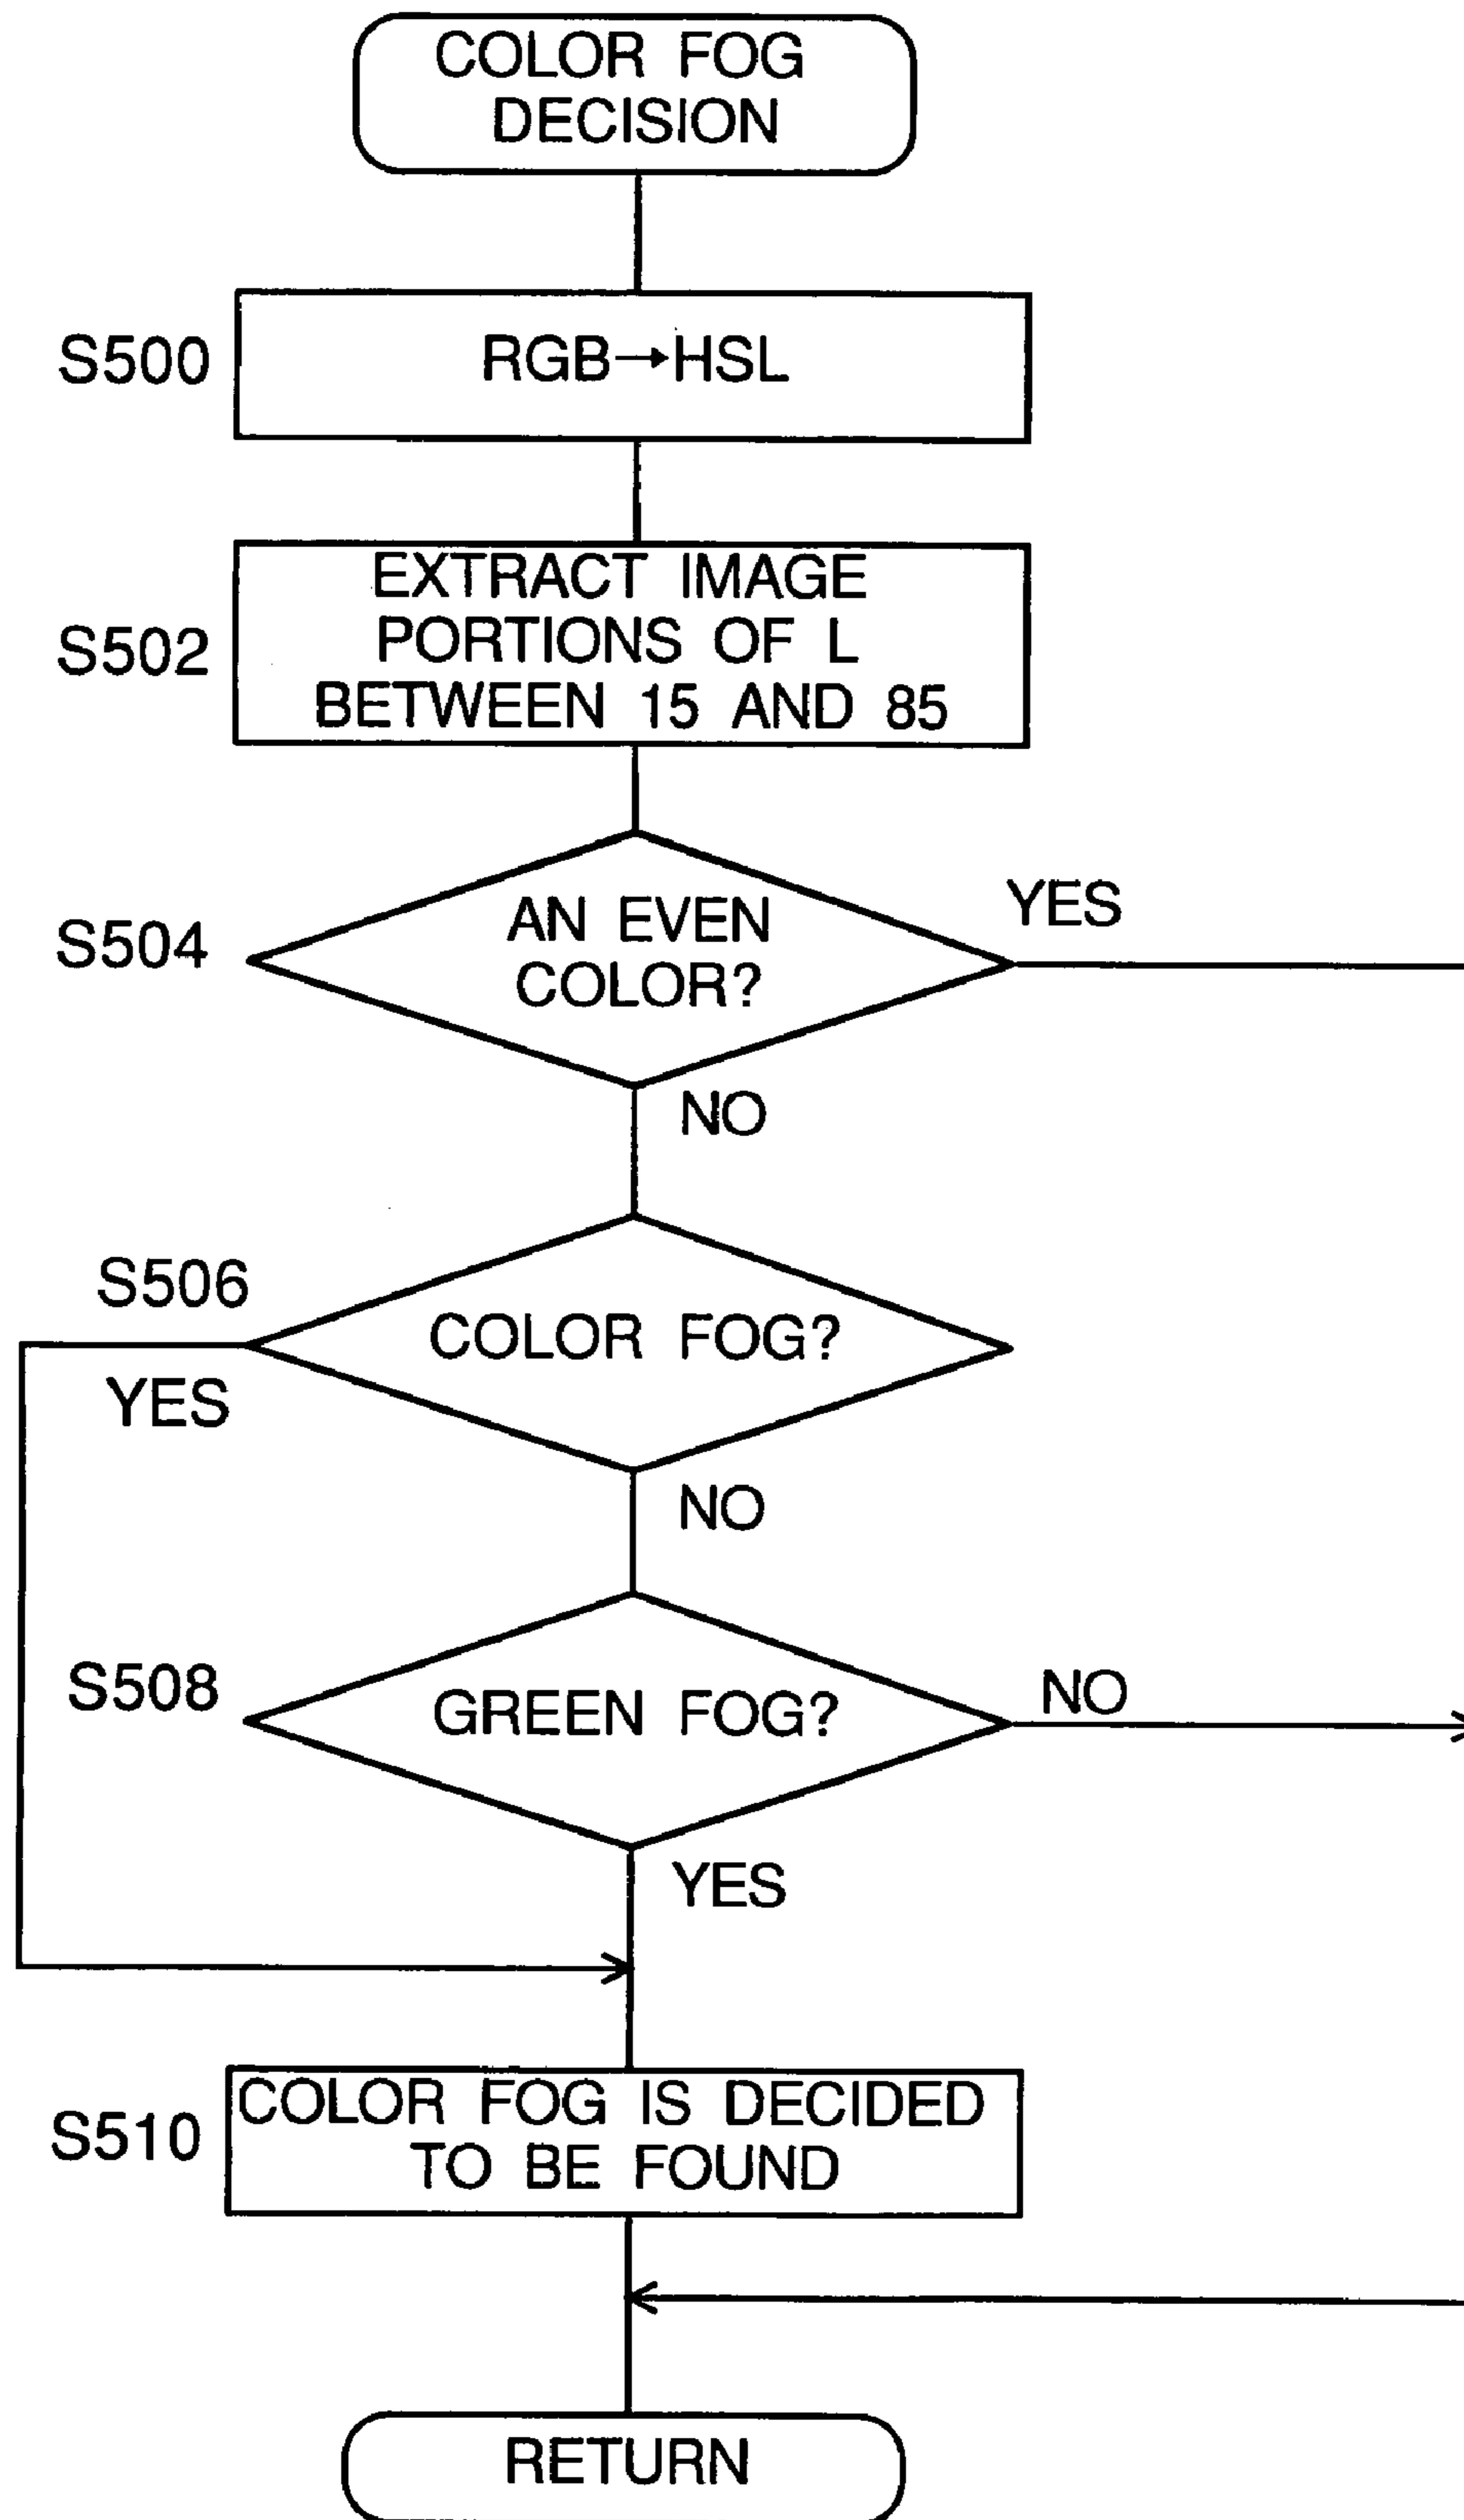 COLOR FOG
DECISION
S500
RGB→HSL
S502
EXTRACT IMAGE
PORTIONS OF L
BETWEEN 15 AND 85
S504
AN EVEN
COLOR?
YES
NO
S506
COLOR FOG?
YES
NO
S508
GREEN FOG?
NO
YES
S510
COLOR FOG IS DECIDED
TO BE FOUND
RETURN